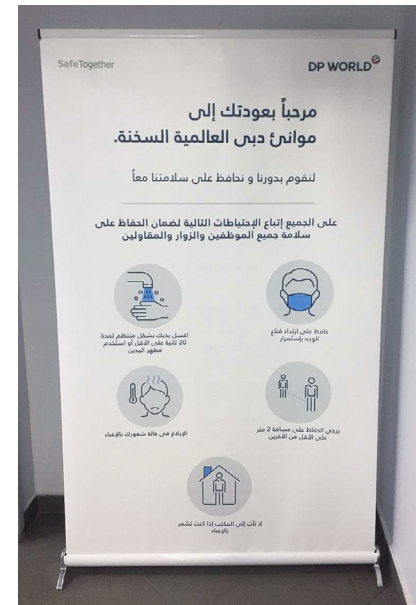 SafeTogether
DP WORLD
مرحباً بعودتك إلى
موانئ دبي العالمية السخنة.
لنقوم بدورنا و نحافظ على سلامتنا معاً
على الجميع إتباع الإحتياطات التالية لضمان الحفاظ على
سلامة جميع الموظفين والزوار والمقاولين
حافظ على ارتداء قناع
الوجه بإستمرار
اغسل يديك بشكل منتظم لمدة
20 ثانية على الأقل أو استخدم
مطهر اليدين
يرجى الحفاظ على مسافة 2 متر
على الأقل من الآخرين
الإبلاغ فى حالة شعورك بالإعياء
لا تأت إلى المكتب إذا كنت تشعر
بالإعياء